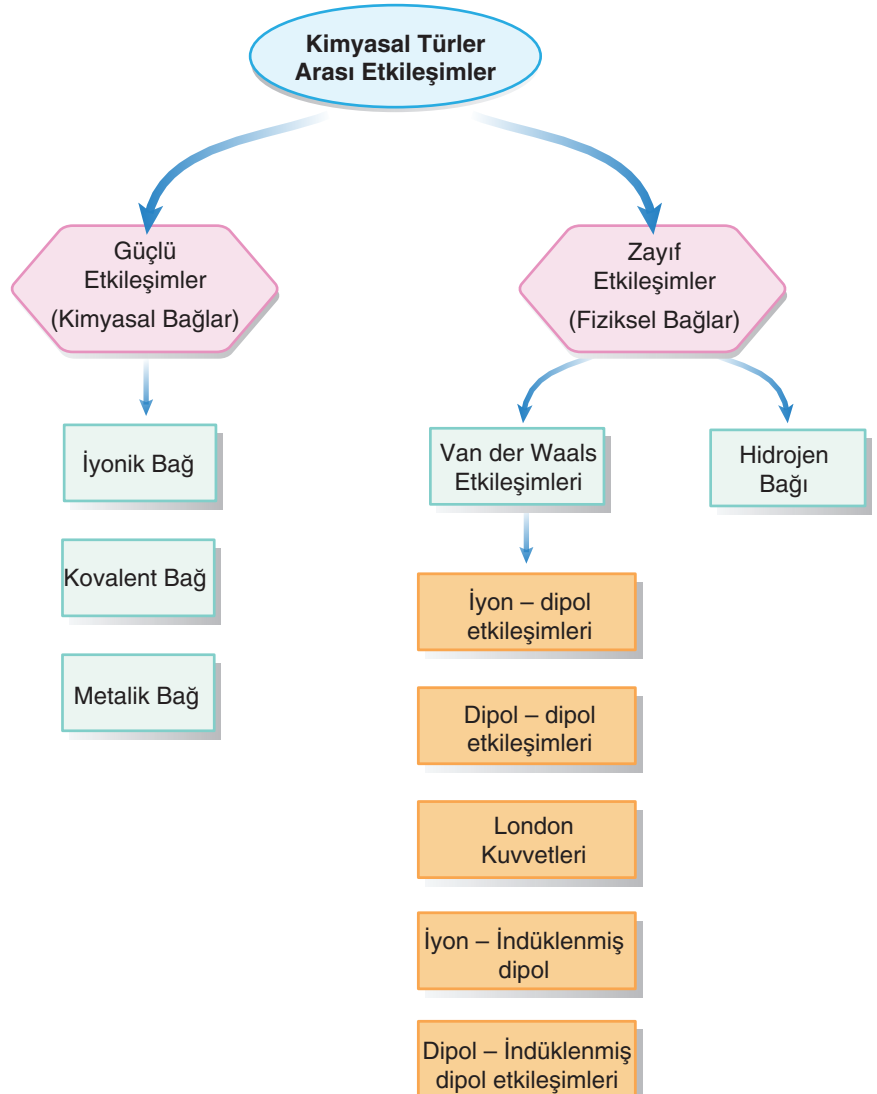 Kimyasal Türler
Arası Etkileşimler
Güçlü
Etkileşimler
(Kimyasal Bağlar)
Zayıf
Etkileşimler
(Fiziksel Bağlar)
İyonik Bağ
Kovalent Bağ
Metalik Bağ
Van der Waals
Etkileşimleri
Hidrojen
Bağı
İyon – dipol
etkileşimleri
Dipol – dipol
etkileşimleri
London
Kuvvetleri
İyon – İndüklenmiş
dipol
Dipol – İndüklenmiş
dipol etkileşimleri